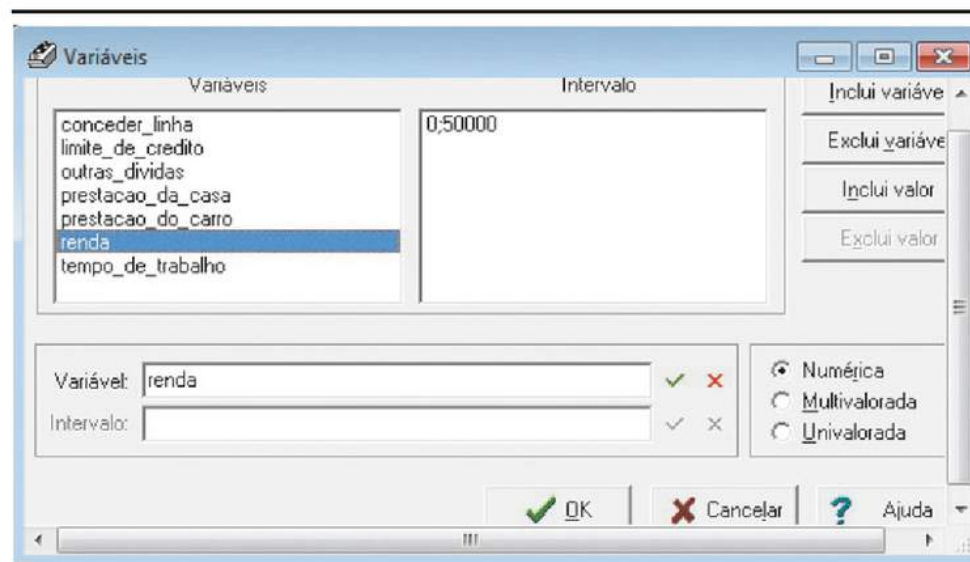 Variáveis
Variáveis
Intervalo
conceder_linha
limite_de_credito
outras_dividas
prestacao_da_casa
prestacao_do_carro
renda
tempo_de_trabalho
0;50000
Inclui variáve
Exclui variáve
Inclui valor
Exclui valor
Variável: renda
Intervalo:
Numérica
Multivalorada
Univalorada
OK
Cancelar
? Ajuda